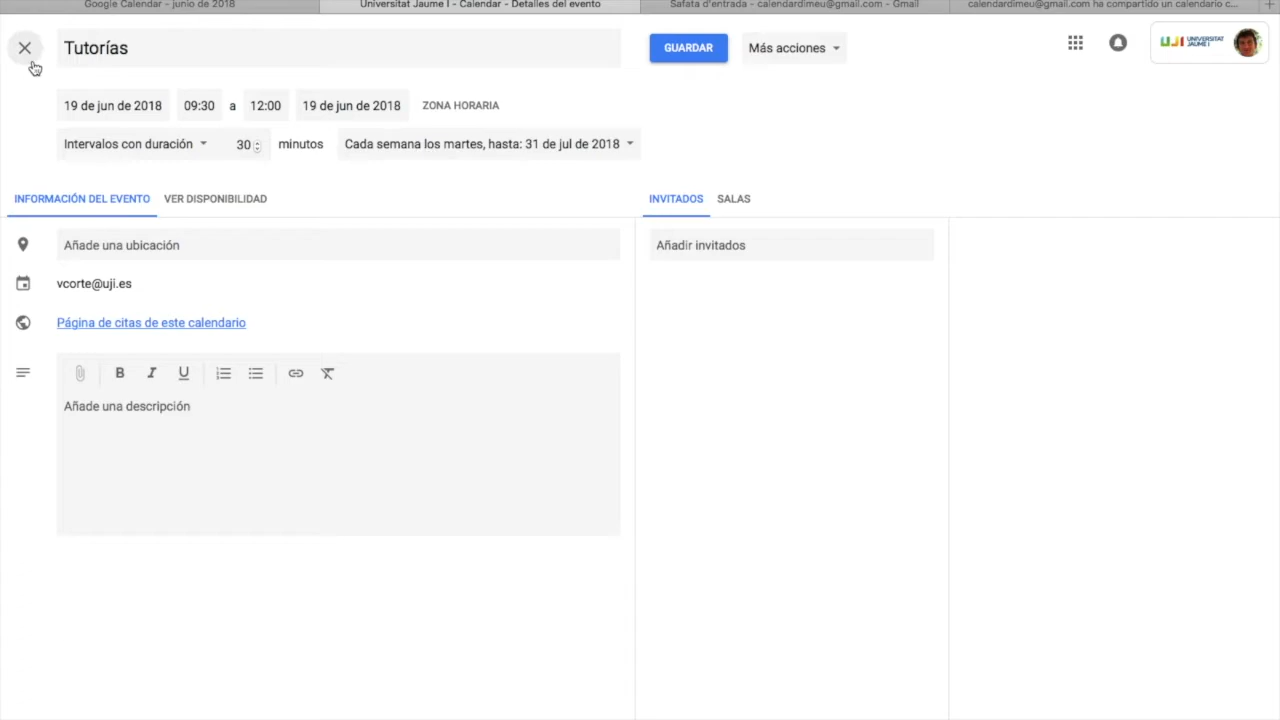 Google Calendar - junio de 2018
Universitat Jaume I - Calendar - Detalles del evento
Safata d'entrada - calendardimeu@gmail.com - Gmail
calendardimeu@gmail.com ha compartido un calendario c...
Tutorías
GUARDAR
Más acciones
UJI UNIVERSITAT JAUME I
19 de jun de 2018 09:30 a 12:00 19 de jun de 2018 ZONA HORARIA
Intervalos con duración 30 minutos Cada semana los martes, hasta: 31 de jul de 2018
INFORMACIÓN DEL EVENTO VER DISPONIBILIDAD
INVITADOS SALAS
Añade una ubicación
Añadir invitados
vcorte@uji.es
Página de citas de este calendario
B I U
Añade una descripción